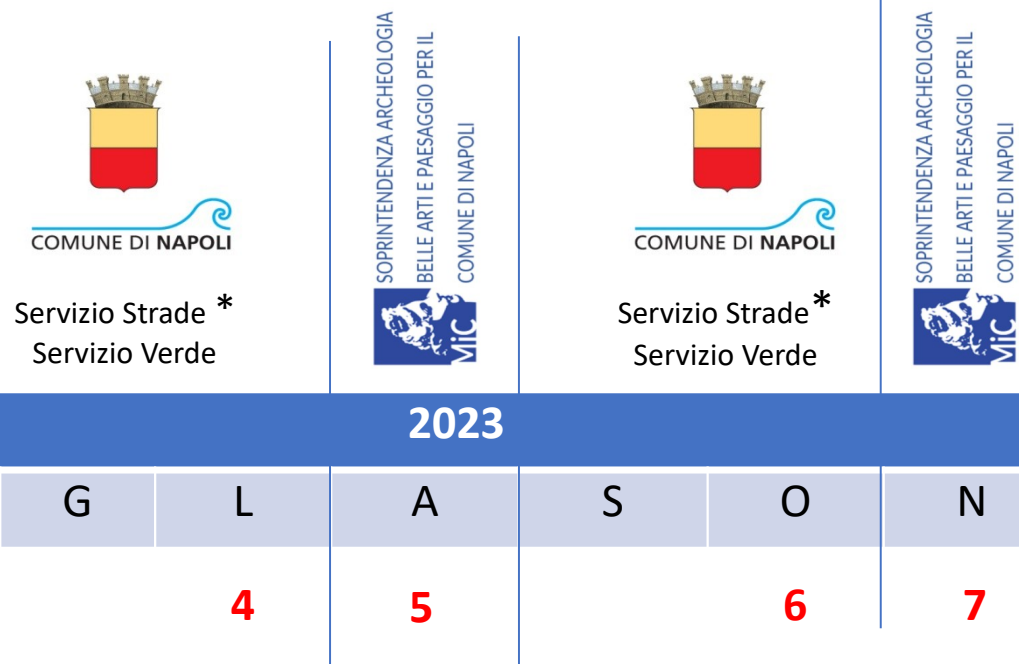 COMUNE DI NAPOLI
Servizio Strade *
Servizio Verde
SOPRINTENDENZA ARCHEOLOGIA
BELLE ARTI E PAESAGGIO PER IL
COMUNE DI NAPOLI
MiC
COMUNE DI NAPOLI
Servizio Strade*
Servizio Verde
SOPRINTENDENZA ARCHEOLOGIA
BELLE ARTI E PAESAGGIO PER IL
COMUNE DI NAPOLI
MiC
2023
G L A S O N
4 5 6 7